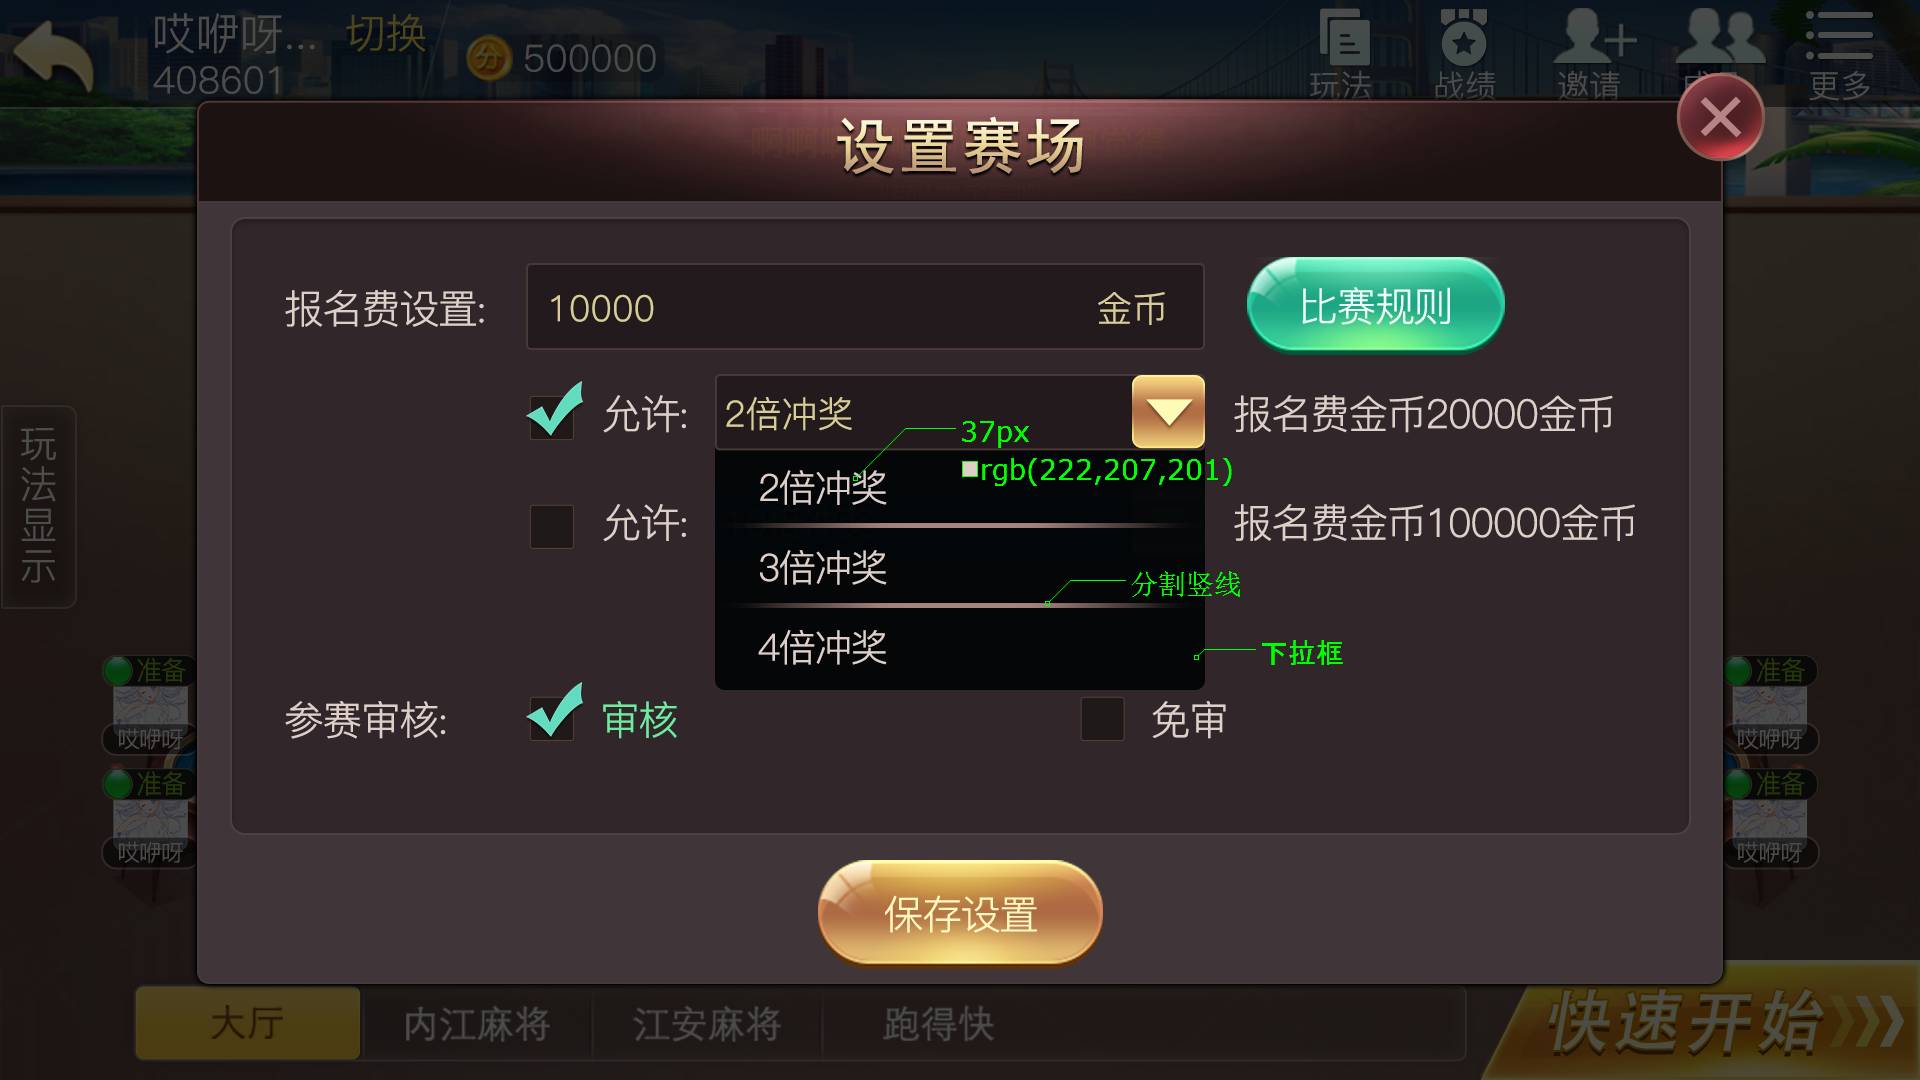 哎咿呀... 切换
408601
500000
玩法
战绩
邀请
更多
设置赛场
报名费设置:
10000 金币
比赛规则
允许:
2倍冲奖
报名费金币20000金币
37px
rgb(222,207,201)
2倍冲奖
允许:
报名费金币100000金币
3倍冲奖
分割竖线
4倍冲奖
下拉框
参赛审核:
审核
免审
玩法显示
准备
哎咿呀
准备
哎咿呀
准备
哎咿呀
准备
哎咿呀
保存设置
大厅
内江麻将
江安麻将
跑得快
快速开始